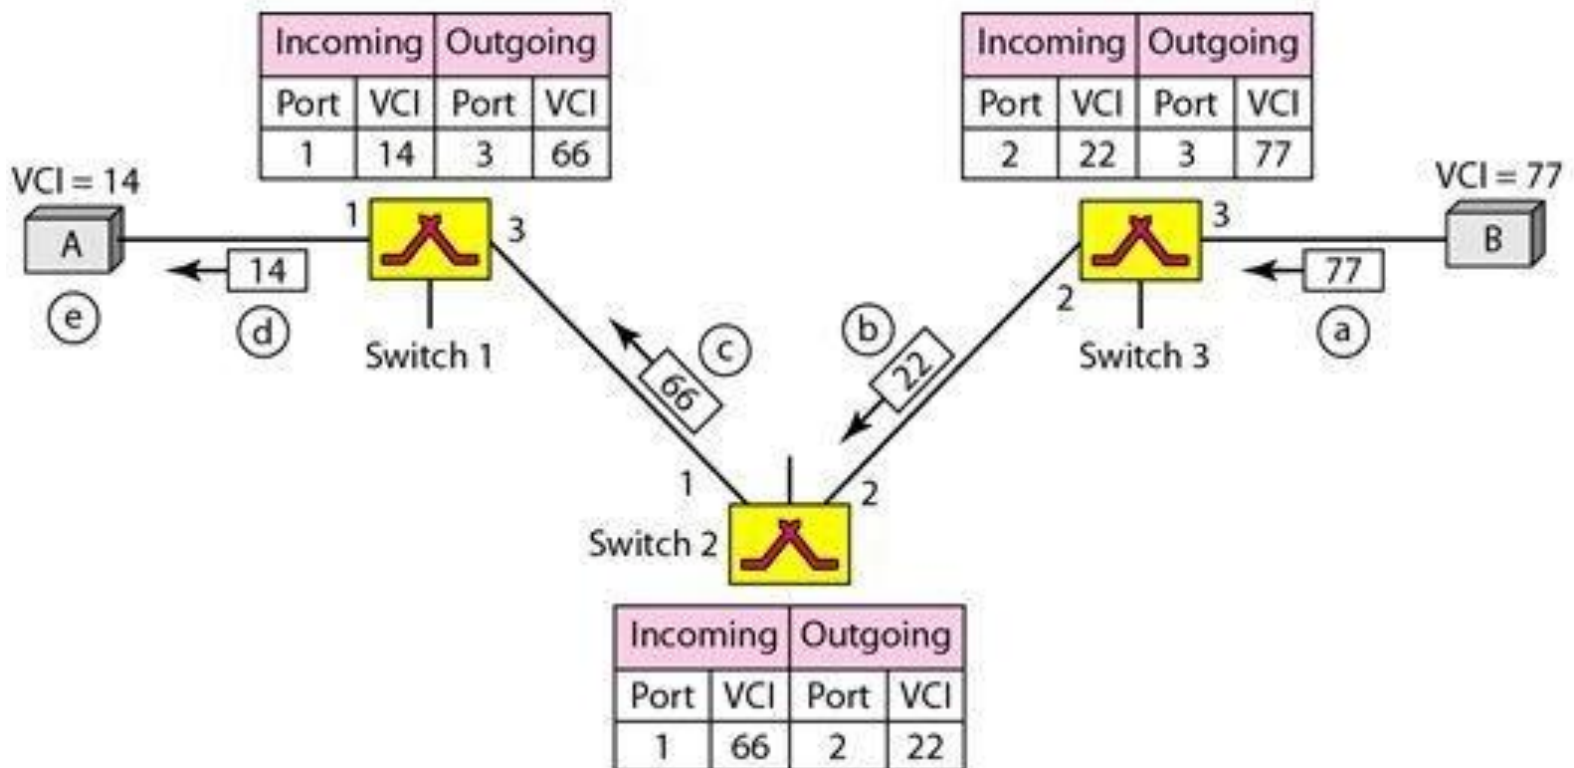 Incoming Outgoing
Port VCI Port VCI
1 14 3 66
Incoming Outgoing
Port VCI Port VCI
2 22 3 77
VCI = 14
A
e
14
d
1
3
Switch 1
66
c
b
22
2
3
Switch 3
VCI = 77
B
77
a
1
2
Switch 2
Incoming Outgoing
Port VCI Port VCI
1 66 2 22